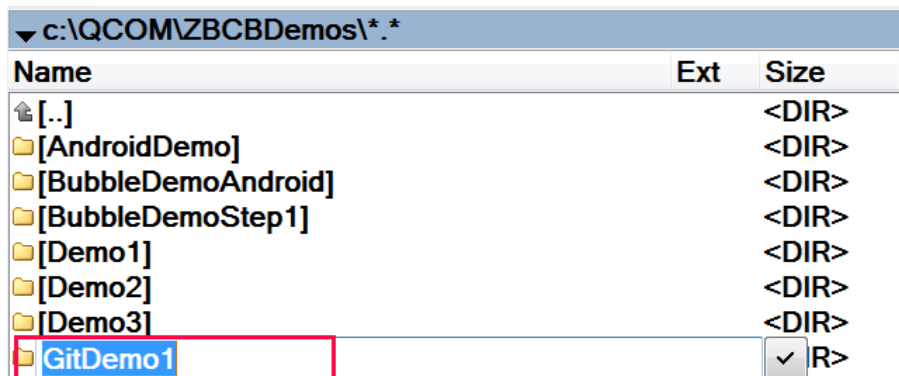 c:\QCOM\ZBCBDemos\*.*
Name Ext Size
[..] <DIR>
[AndroidDemo] <DIR>
[BubbleDemoAndroid] <DIR>
[BubbleDemoStep1] <DIR>
[Demo1] <DIR>
[Demo2] <DIR>
[Demo3] <DIR>
GitDemo1 IR>